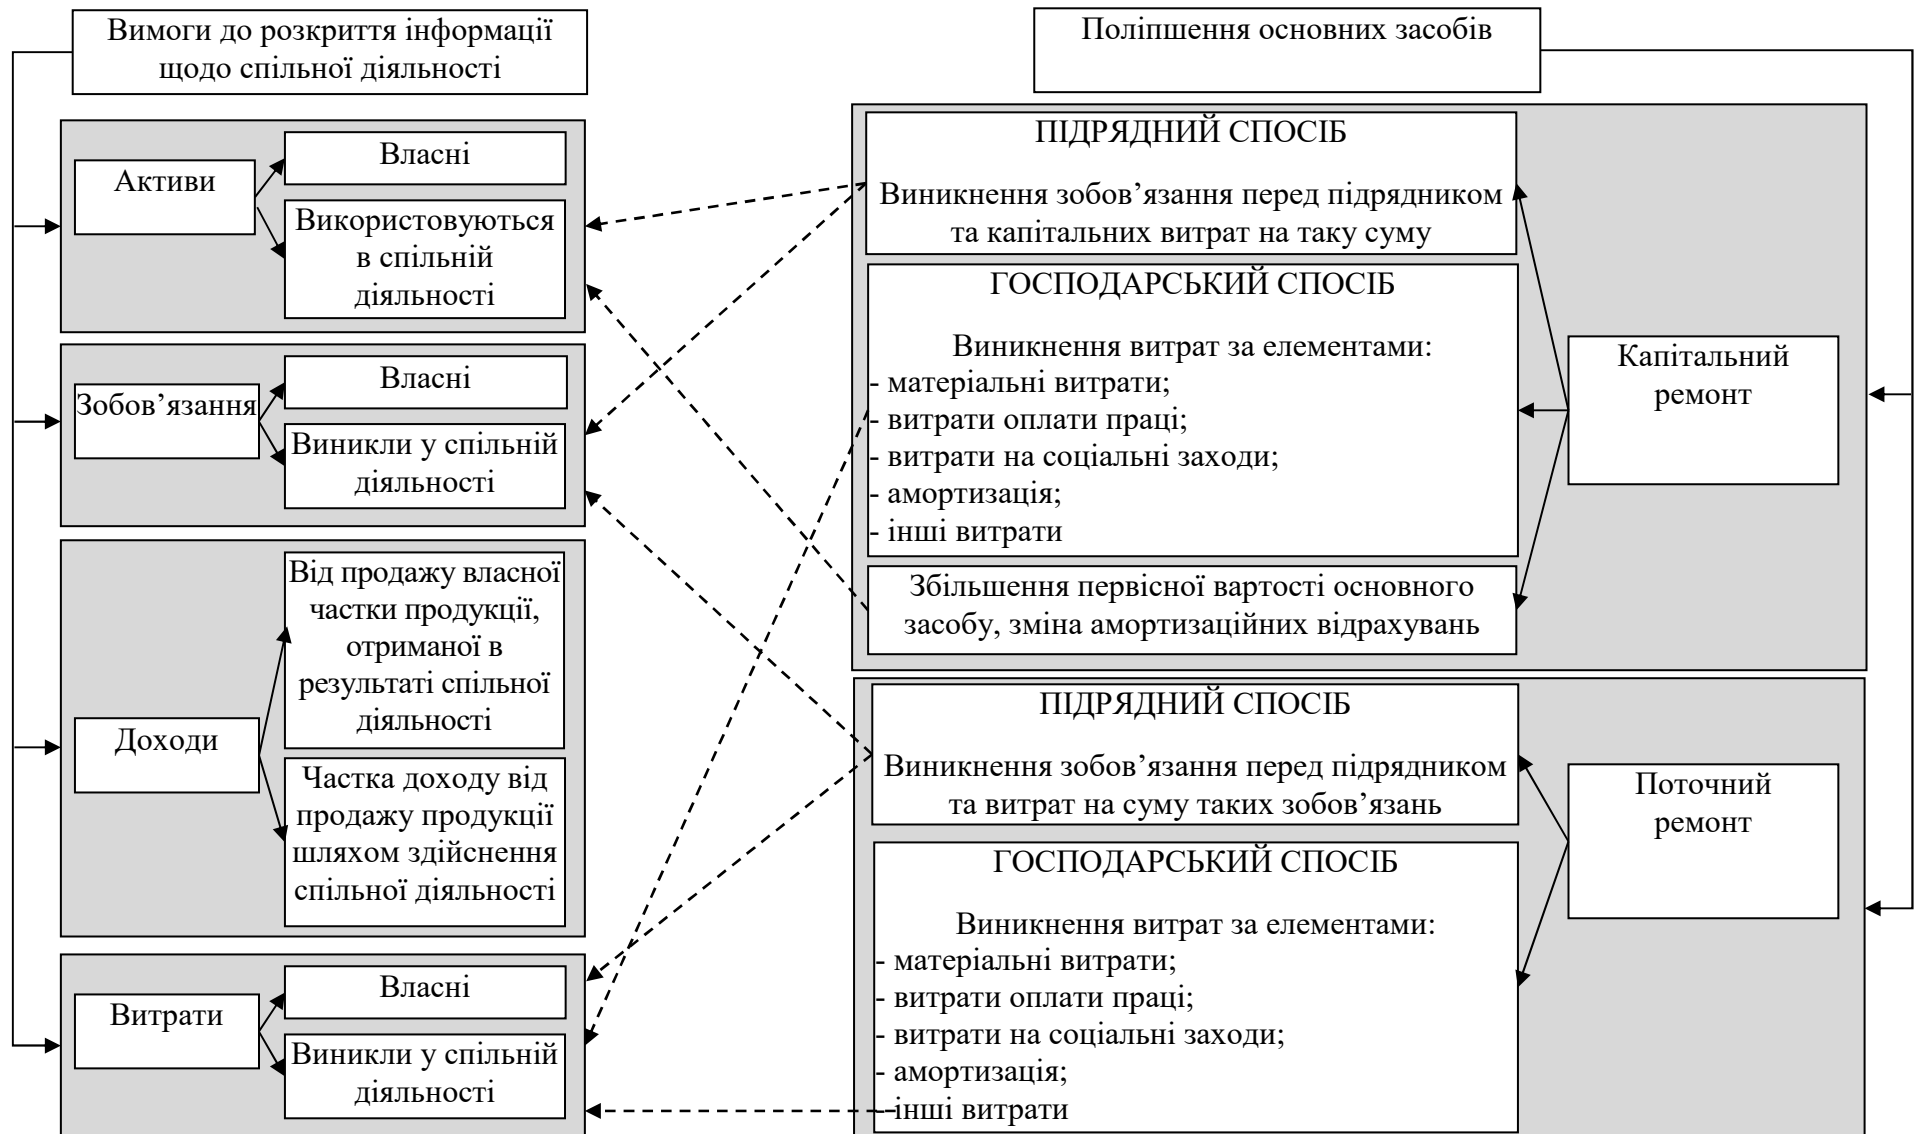 Вимоги до розкриття інформації
щодо спільної діяльності
Активи
Власні
Використовуються
в спільній
діяльності
Зобов’язання
Власні
Виникли у спільній
діяльності
Доходи
Від продажу власної
частки продукції,
отриманої в
результаті спільної
діяльності
Частка доходу від
продажу продукції
шляхом здійснення
спільної діяльності
Витрати
Власні
Виникли у спільній
діяльності
Поліпшення основних засобів
ПІДРЯДНИЙ СПОСІБ
Виникнення зобов’язання перед підрядником
та капітальних витрат на таку суму
ГОСПОДАРСЬКИЙ СПОСІБ
Виникнення витрат за елементами:
- матеріальні витрати;
- витрати оплати праці;
- витрати на соціальні заходи;
- амортизація;
- інші витрати
Збільшення первісної вартості основного
засобу, зміна амортизаційних відрахувань
Капітальний
ремонт
ПІДРЯДНИЙ СПОСІБ
Виникнення зобов’язання перед підрядником
та витрат на суму таких зобов’язань
ГОСПОДАРСЬКИЙ СПОСІБ
Виникнення витрат за елементами:
- матеріальні витрати;
- витрати оплати праці;
- витрати на соціальні заходи;
- амортизація;
- інші витрати
Поточний
ремонт